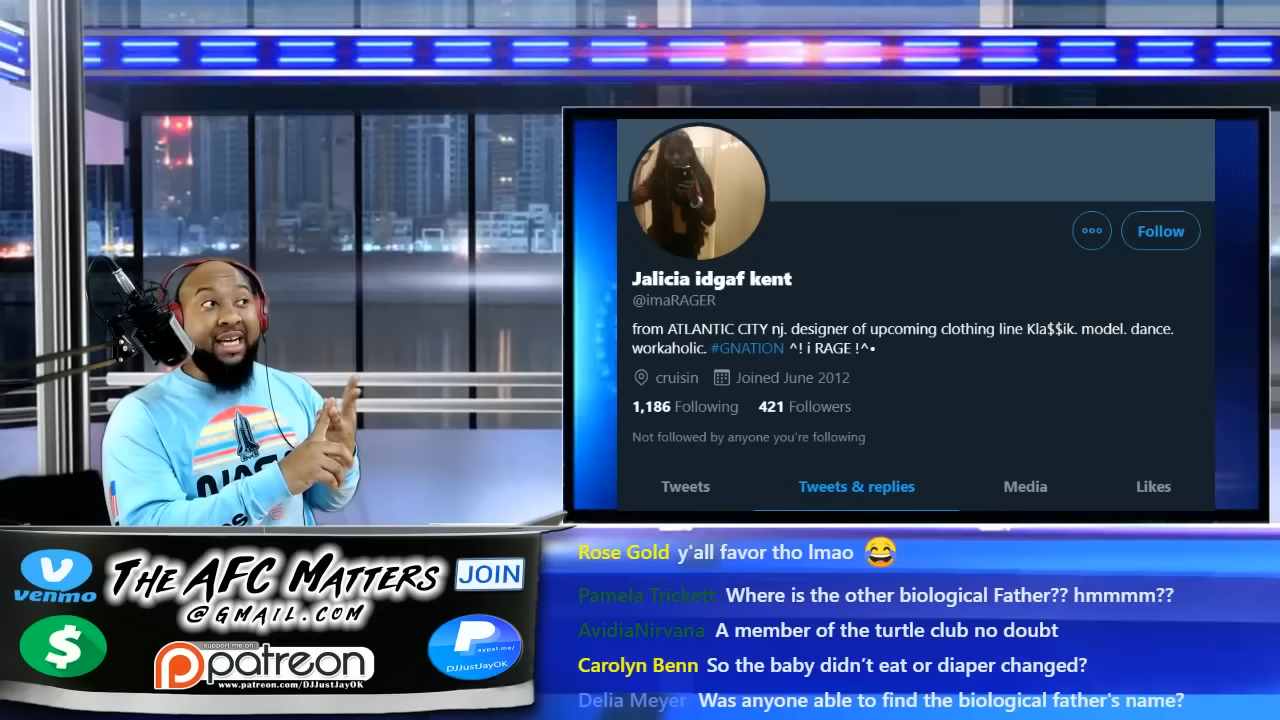 Jalicia idgaf kent
@imaRAGER
from ATLANTIC CITY nj. designer of upcoming clothing line Kla$$ik. model. dance.
workaholic. #GNATION ^! i RAGE !^•
cruisin Joined June 2012
1,186 Following 421 Followers
Not followed by anyone you're following
Follow
Tweets Tweets & replies Media Likes
venmo
THE AFC MATTERS
@GMAIL.COM
JOIN
$
support me on
patreon
www.patreon.com/DJJustJayOK
Paypal.me/
DJJustJayOK
Rose Gold y'all favor tho lmao 😂
Pamela Trickett Where is the other biological Father?? hmmmm??
AvidiaNirvana A member of the turtle club no doubt
Carolyn Benn So the baby didn't eat or diaper changed?
Delia Meyer Was anyone able to find the biological father's name?